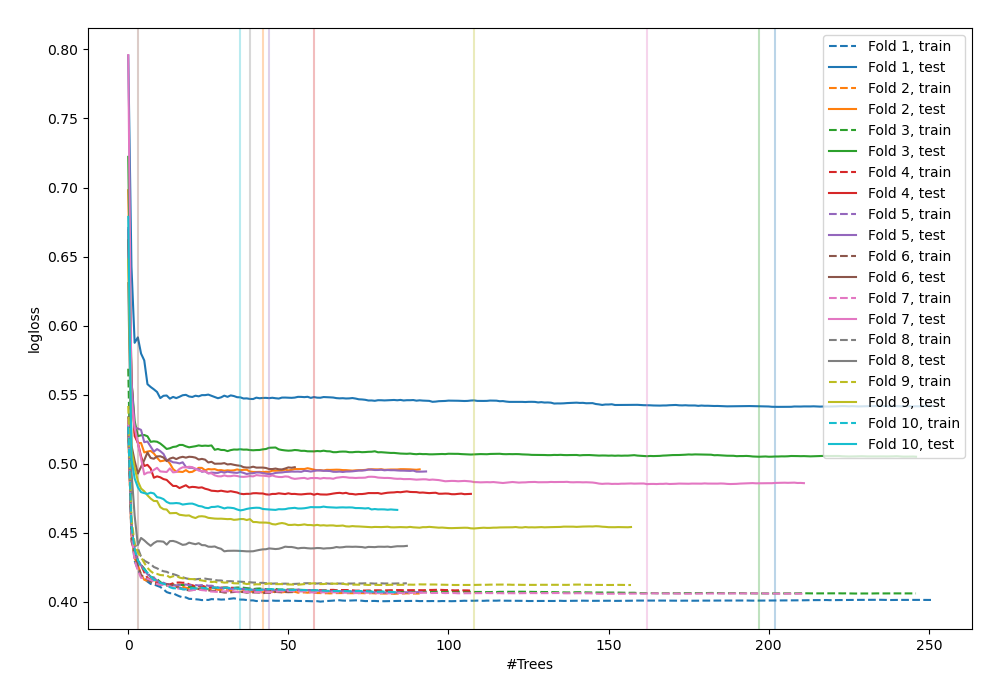 0.80
0.75
0.70
0.65
0.60
0.55
0.50
0.45
0.40
logloss
0
50
100
150
200
250
#Trees
Fold 1, train
Fold 1, test
Fold 2, train
Fold 2, test
Fold 3, train
Fold 3, test
Fold 4, train
Fold 4, test
Fold 5, train
Fold 5, test
Fold 6, train
Fold 6, test
Fold 7, train
Fold 7, test
Fold 8, train
Fold 8, test
Fold 9, train
Fold 9, test
Fold 10, train
Fold 10, test